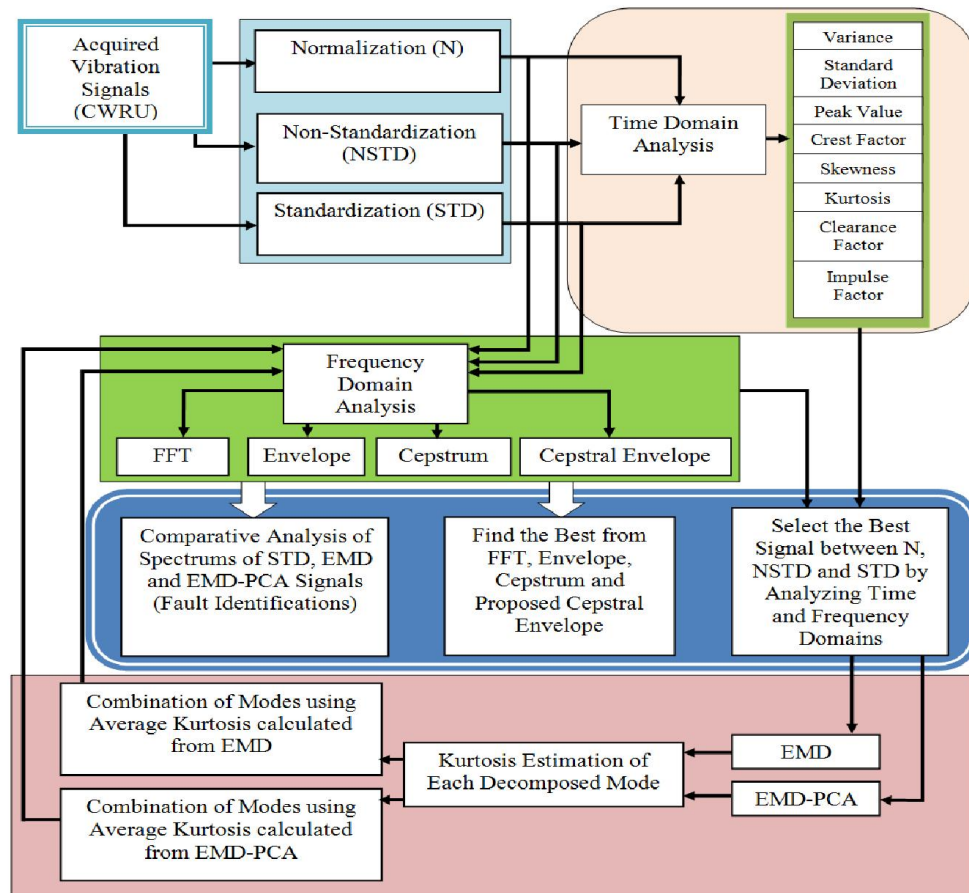 Acquired
Vibration
Signals
(CWRU)
Normalization (N)
Non-Standardization
(NSTD)
Standardization (STD)
Time Domain
Analysis
Variance
Standard
Deviation
Peak Value
Crest Factor
Skewness
Kurtosis
Clearance
Factor
Impulse
Factor
Frequency
Domain
Analysis
FFT
Envelope
Cepstrum
Cepstral Envelope
Comparative Analysis of
Spectrums of STD, EMD
and EMD-PCA Signals
(Fault Identifications)
Find the Best from
FFT, Envelope,
Cepstrum and
Proposed Cepstral
Envelope
Select the Best
Signal between N,
NSTD and STD by
Analyzing Time
and Frequency
Domains
Combination of Modes using
Average Kurtosis calculated
from EMD
Combination of Modes using
Average Kurtosis calculated
from EMD-PCA
Kurtosis Estimation of
Each Decomposed Mode
EMD
EMD-PCA